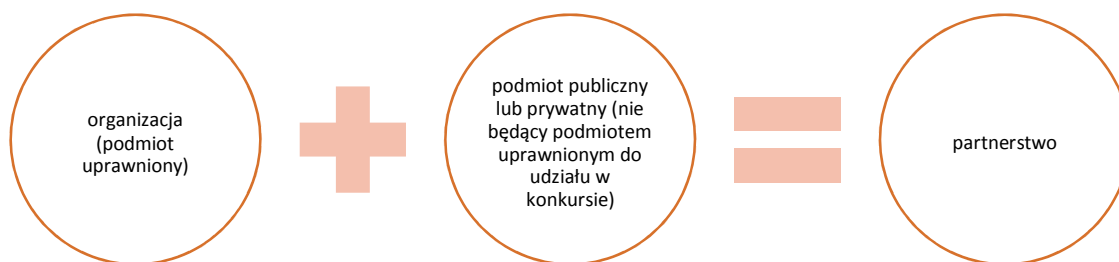 organizacja
(podmiot
uprawniony)
podmiot publiczny
lub prywatny (nie
będący podmiotem
uprawnionym do
udziału w
konkursie)
partnerstwo